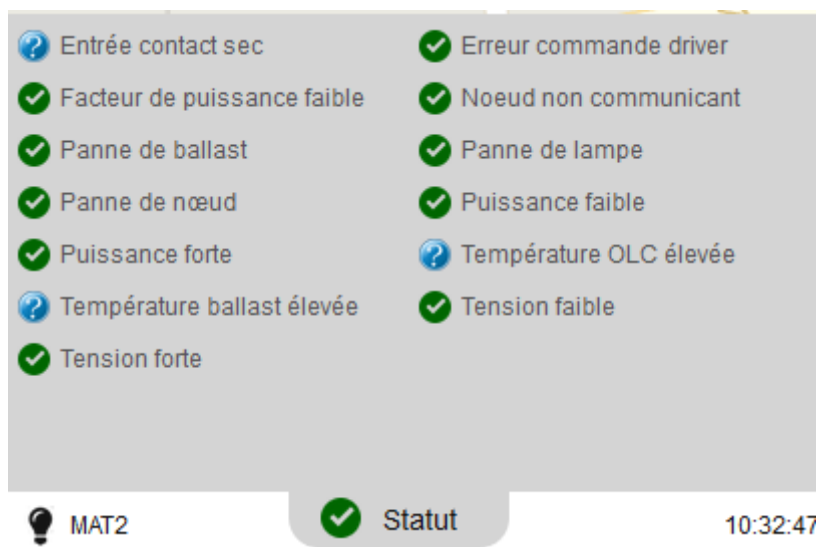 Entrée contact sec
Erreur commande driver
Facteur de puissance faible
Noeud non communicant
Panne de ballast
Panne de lampe
Panne de nœud
Puissance faible
Puissance forte
Température OLC élevée
Température ballast élevée
Tension faible
Tension forte
MAT2
Statut
10:32:47